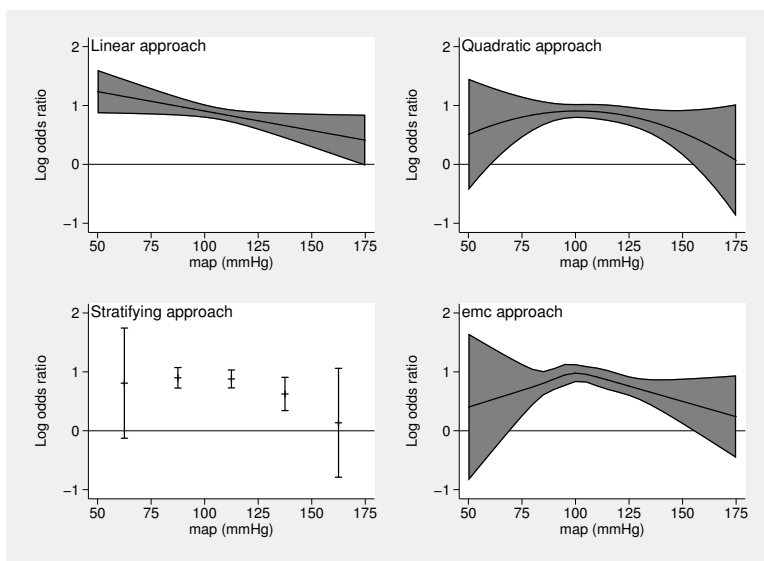 Linear approach
2
1
0
−1
Log odds ratio
50 75 100 125 150 175
map (mmHg)
Quadratic approach
2
1
0
−1
Log odds ratio
50 75 100 125 150 175
map (mmHg)
Stratifying approach
2
1
0
−1
Log odds ratio
50 75 100 125 150 175
map (mmHg)
emc approach
2
1
0
−1
Log odds ratio
50 75 100 125 150 175
map (mmHg)